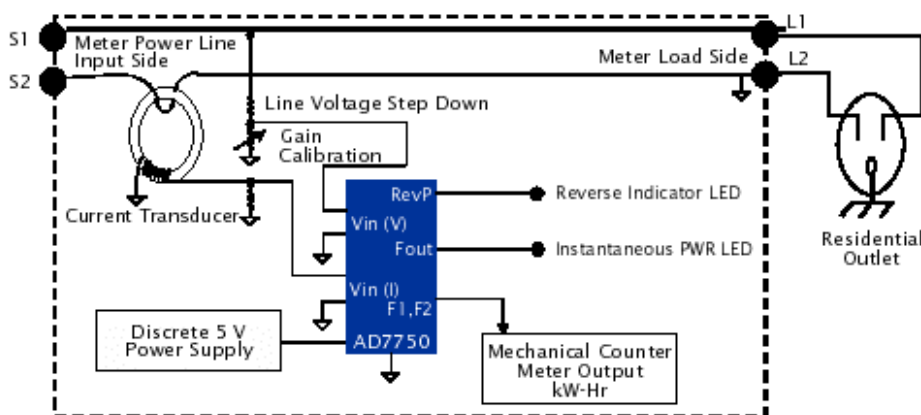 S1
Meter Power Line
Input Side
S2
L1
Meter Load Side
L2
Line Voltage Step Down
Gain
Calibration
Current Transducer
RevP
Reverse Indicator LED
Vin (V)
Fout
Instantaneous PWR LED
Residential
Outlet
Vin (I)
F1,F2
Discrete 5 V
Power Supply
AD7750
Mechanical Counter
Meter Output
kW-Hr